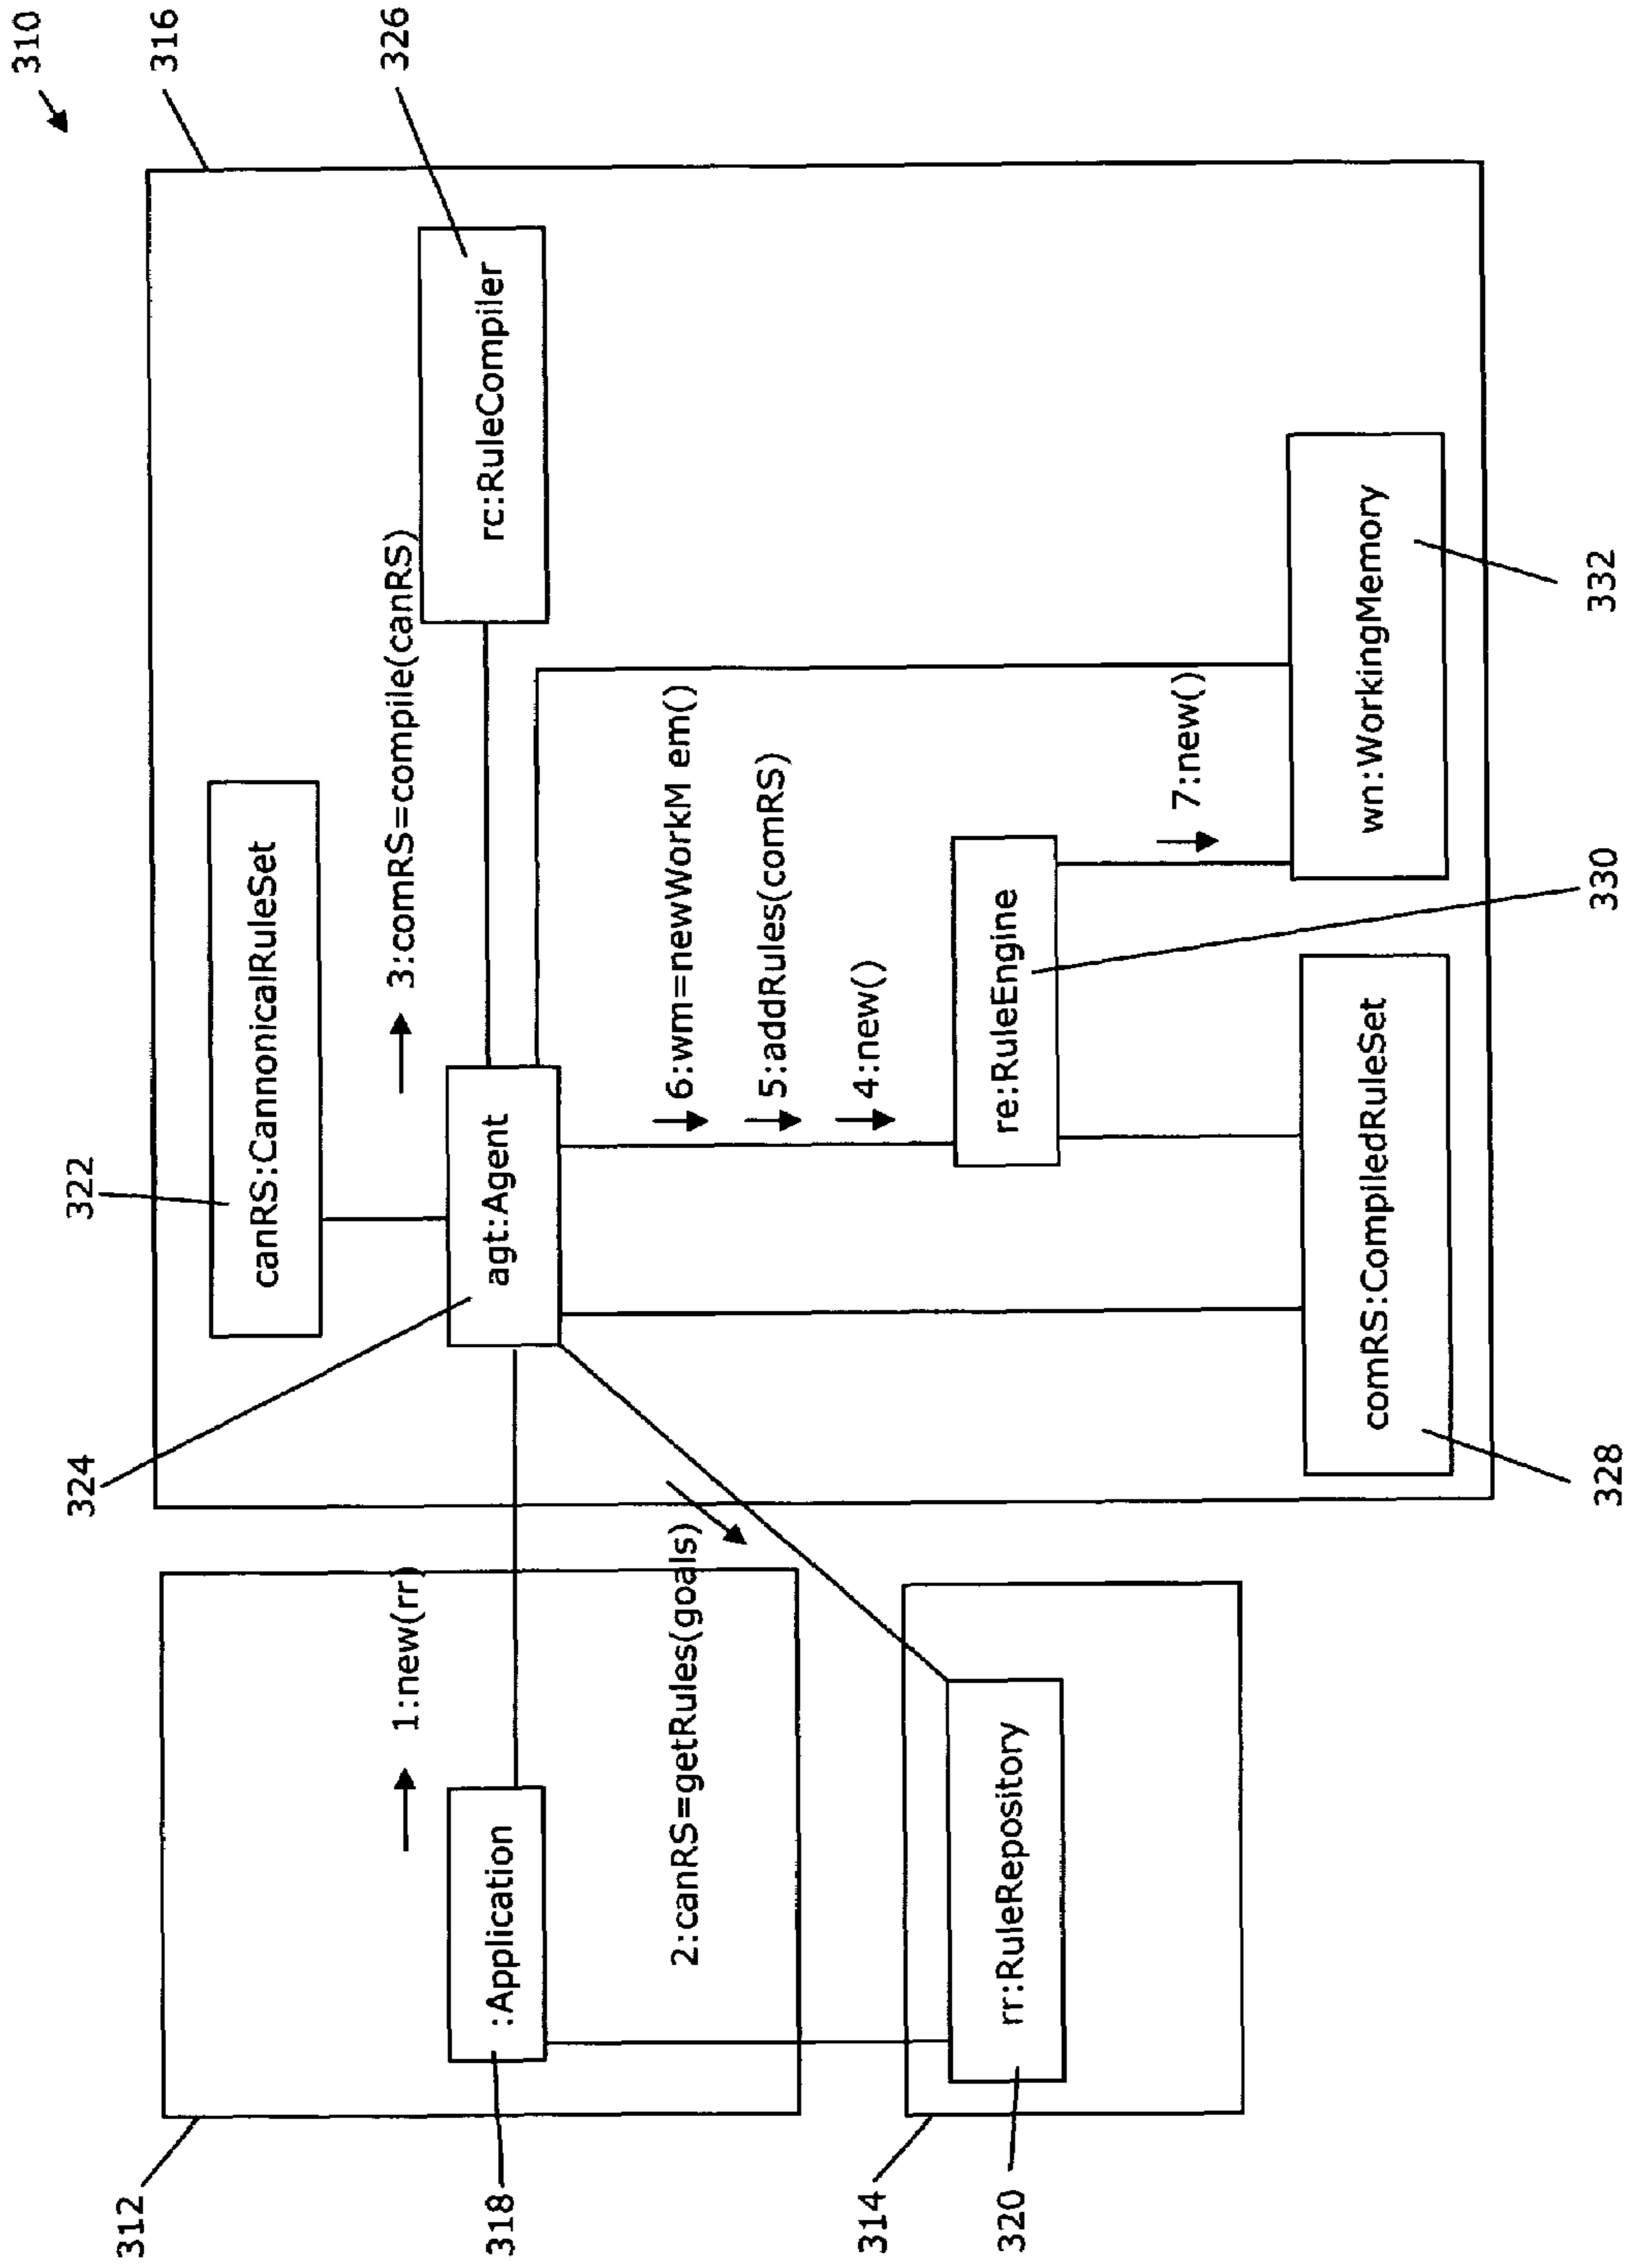 310
316
326
322
canRS:CannonicalRuleSet
3:comRS=compile(canRS)
rc:RuleCompiler
324
agt:Agent
312
1:new(rr)
:Application
318
2:canRS=getRules(goals)
6:wm=newWorkM em()
5:addRules(comRS)
4:new()
re:RuleEngine
7:new()
314
rr:RuleRepository
320
comRS:CompiledRuleSet
wn:WorkingMemory
328
330
332